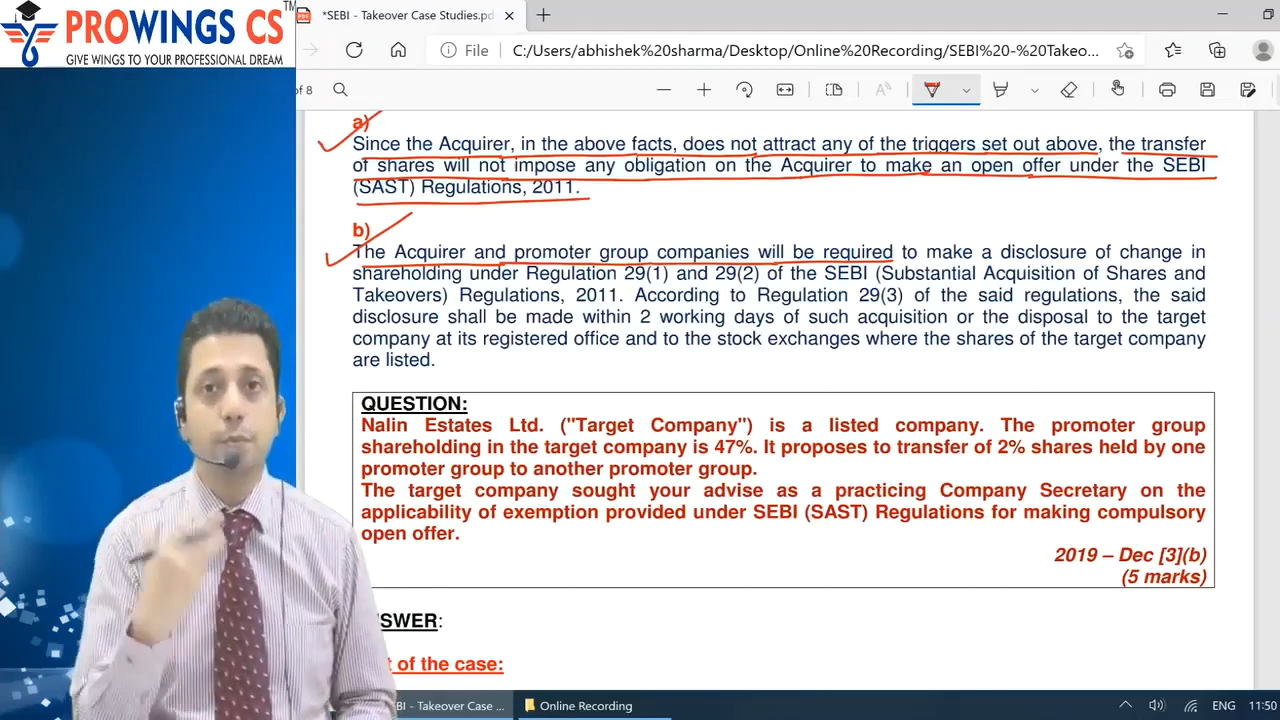 PROWINGS CS TM
GIVE WINGS TO YOUR PROFESSIONAL DREAM
*SEBI - Takeover Case Studies.pd
File C:/Users/abhishek%20sharma/Desktop/Online%20Recording/SEBI%20-%20Takeo...
of 8
a)
Since the Acquirer, in the above facts, does not attract any of the triggers set out above, the transfer
of shares will not impose any obligation on the Acquirer to make an open offer under the SEBI
(SAST) Regulations, 2011.
b)
The Acquirer and promoter group companies will be required to make a disclosure of change in
shareholding under Regulation 29(1) and 29(2) of the SEBI (Substantial Acquisition of Shares and
Takeovers) Regulations, 2011. According to Regulation 29(3) of the said regulations, the said
disclosure shall be made within 2 working days of such acquisition or the disposal to the target
company at its registered office and to the stock exchanges where the shares of the target company
are listed.
QUESTION:
Nalin Estates Ltd. ("Target Company") is a listed company. The promoter group
shareholding in the target company is 47%. It proposes to transfer of 2% shares held by one
promoter group to another promoter group.
The target company sought your advise as a practicing Company Secretary on the
applicability of exemption provided under SEBI (SAST) Regulations for making compulsory
open offer.
2019 – Dec [3](b)
(5 marks)
SWER:
of the case:
BI - Takeover Case ...
Online Recording
ENG 11:50